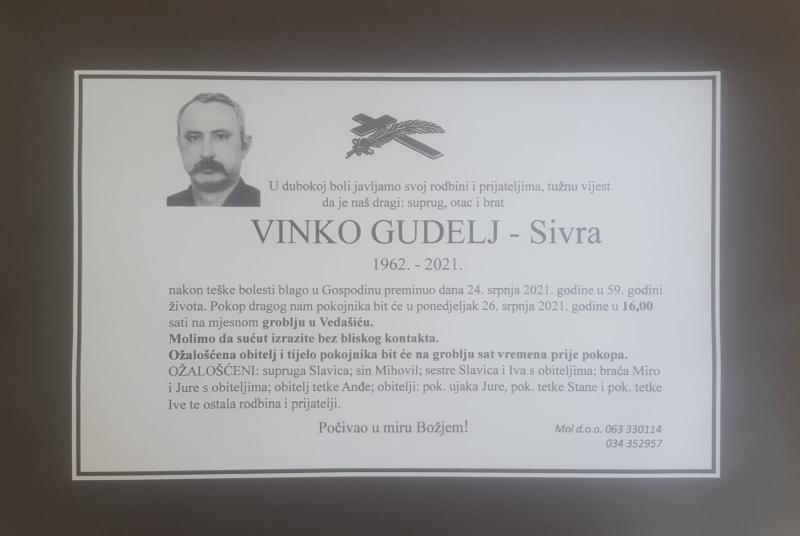 U dubokoj boli javljamo svoj rodbini i prijateljima, tužnu vijest
da je naš dragi: suprug, otac i brat
VINKO GUDELJ - Sivra
1962. - 2021.
nakon teške bolesti blago u Gospodinu preminuo dana 24. srpnja 2021. godine u 59. godini
života. Pokop dragog nam pokojnika bit će u ponedjeljak 26. srpnja 2021. godine u 16,00
sati na mjesnom groblju u Vedašiću.
Molimo da sućut izrazite bez bliskog kontakta.
Ožalošćena obitelj i tijelo pokojnika bit će na groblju sat vremena prije pokopa.
OŽALOŠĆENI: supruga Slavica; sin Mihovil; sestre Slavica i Iva s obiteljima; braća Miro
i Jure s obiteljima; obitelj tetke Anđe; obitelji: pok. ujaka Jure, pok. tetke Stane i pok. tetke
Ive te ostala rodbina i prijatelji.
Počivao u miru Božjem!
Mol d.o.o. 063 330114
034 352957